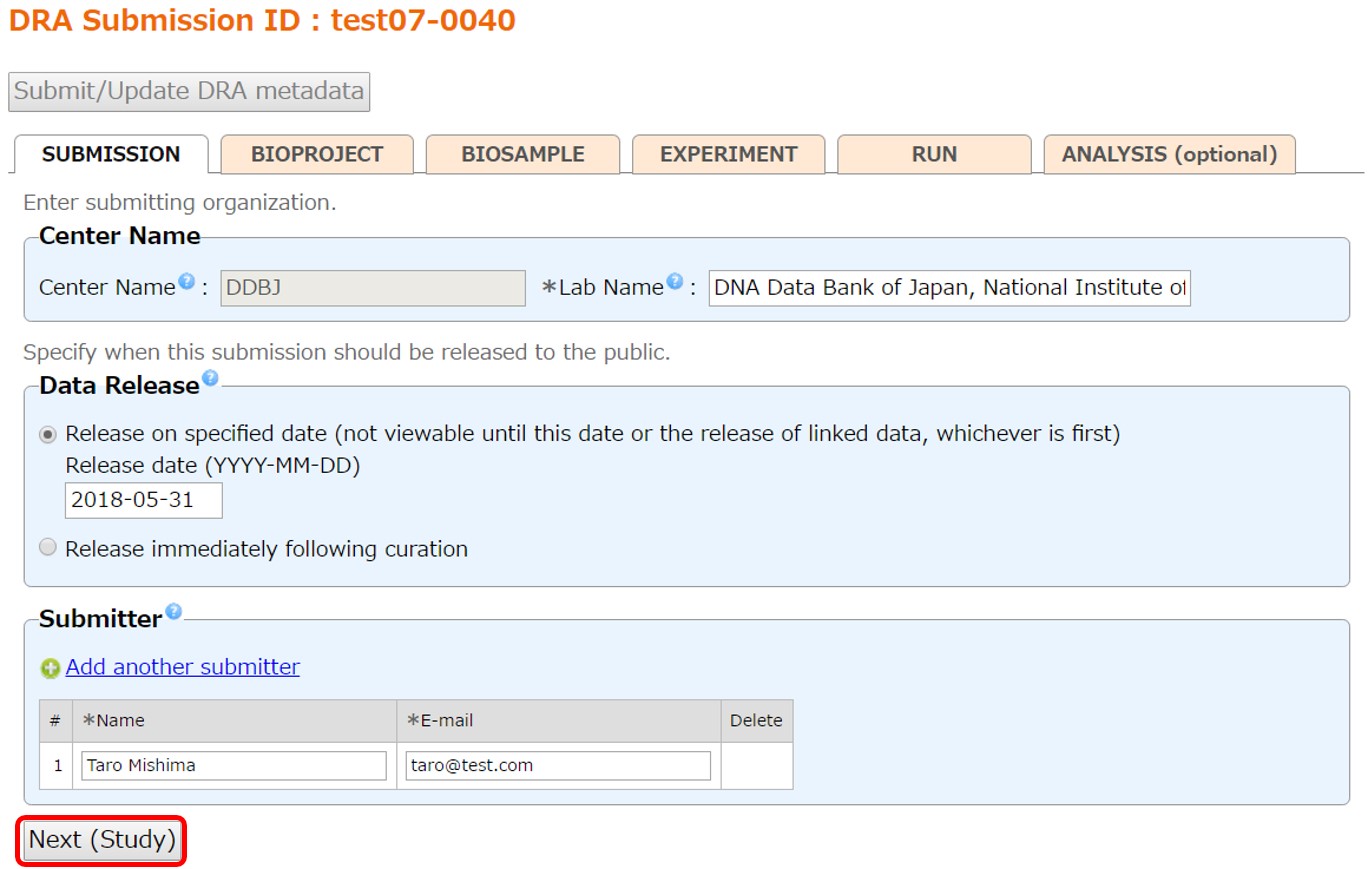 DRA Submission ID : test07-0040
Submit/Update DRA metadata
SUBMISSION BIOPROJECT BIOSAMPLE EXPERIMENT RUN ANALYSIS (optional)
Enter submitting organization.
Center Name
Center Name ? : DDBJ *Lab Name ? : DNA Data Bank of Japan, National Institute of
Specify when this submission should be released to the public.
Data Release ?
Release on specified date (not viewable until this date or the release of linked data, whichever is first)
Release date (YYYY-MM-DD)
2018-05-31
Release immediately following curation
Submitter ?
Add another submitter
# *Name *E-mail Delete
1 Taro Mishima taro@test.com
Next (Study)